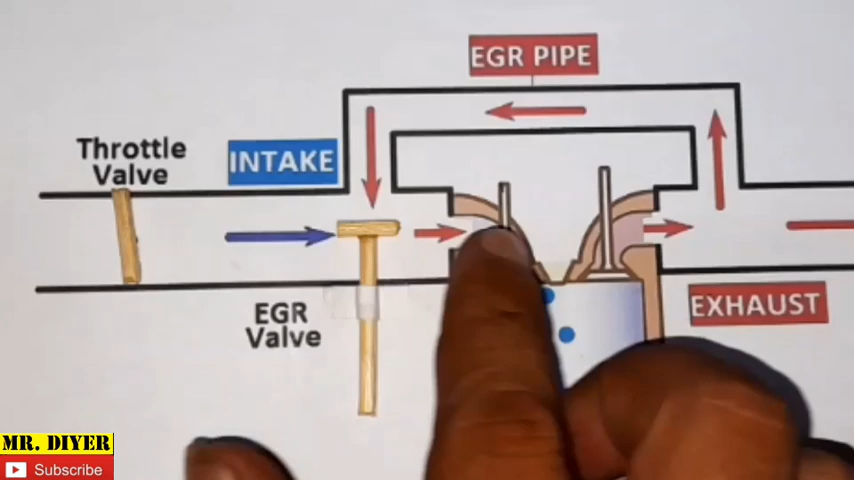 EGR PIPE
Throttle
Valve
INTAKE
EGR
Valve
EXHAUST
MR. DIYER
Subscribe